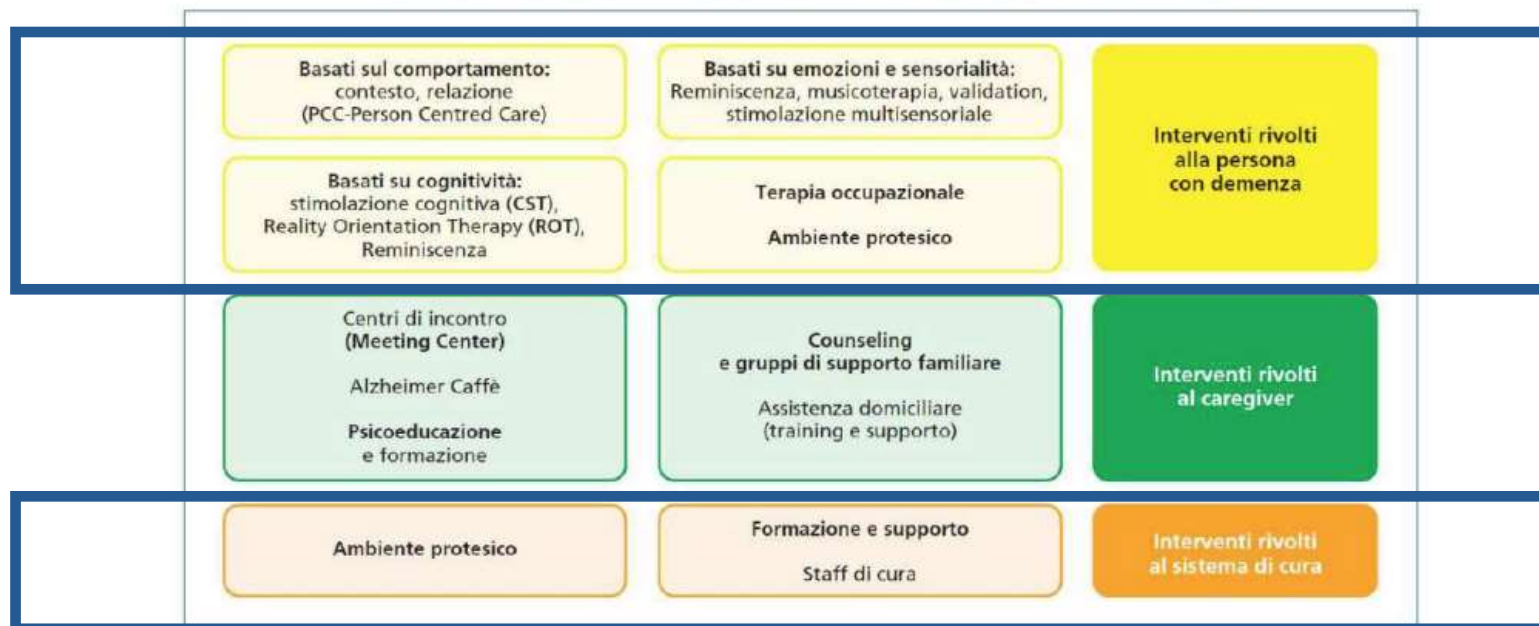 Basati sul comportamento:
contesto, relazione
(PCC-Person Centred Care)
Basati su emozioni e sensorialità:
Reminiscenza, musicoterapia, validation,
stimolazione multisensoriale
Basati su cognitività:
stimolazione cognitiva (CST),
Reality Orientation Therapy (ROT),
Reminiscenza
Terapia occupazionale
Ambiente protesico
Interventi rivolti
alla persona
con demenza
Centri di incontro
(Meeting Center)
Alzheimer Caffè
Psicoeducazione
e formazione
Counseling
e gruppi di supporto familiare
Assistenza domiciliare
(training e supporto)
Interventi rivolti
al caregiver
Ambiente protesico
Formazione e supporto
Staff di cura
Interventi rivolti
al sistema di cura